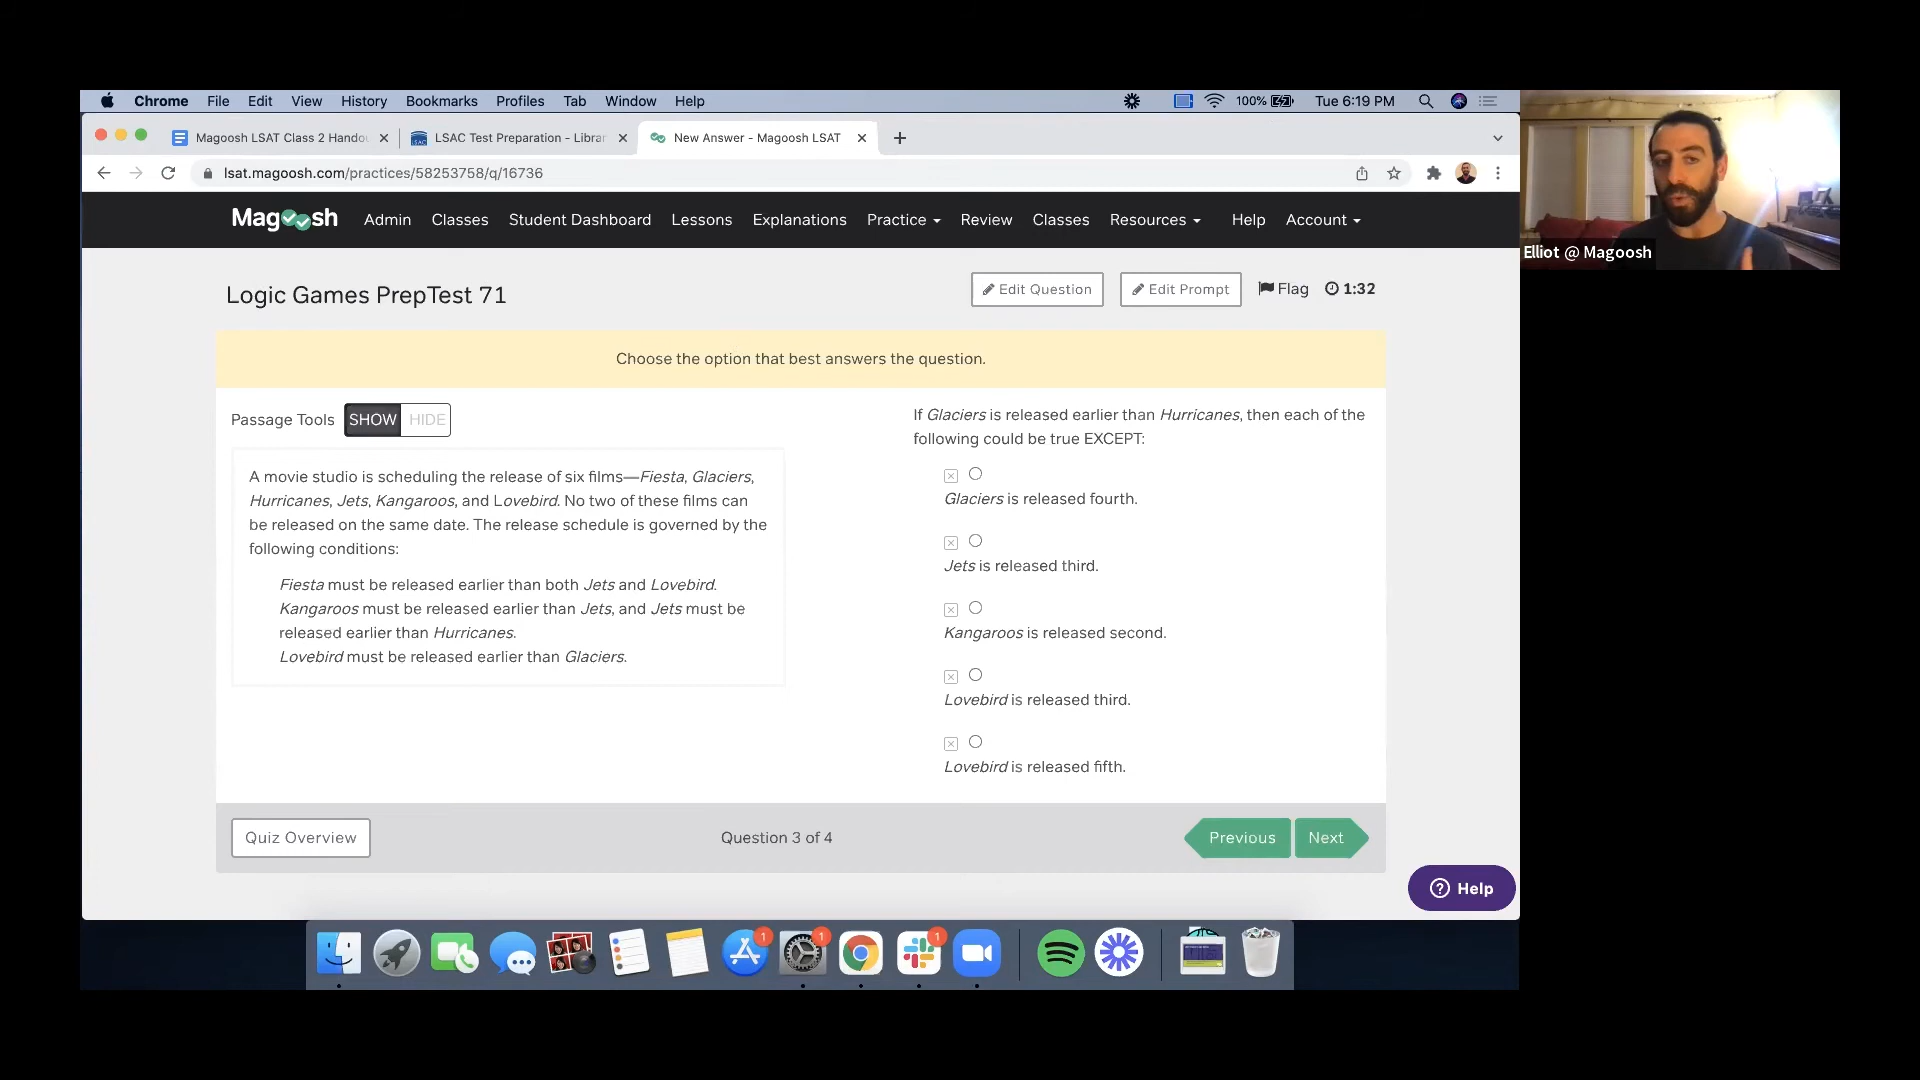 Chrome File Edit View History Bookmarks Profiles Tab Window Help 100% Tue 6:19 PM
Magoosh LSAT Class 2 Handou LSAC Test Preparation - Librar New Answer - Magoosh LSAT
lsat.magoosh.com/practices/58253758/q/16736
Magoosh Admin Classes Student Dashboard Lessons Explanations Practice Review Classes Resources Help Account
Elliot @ Magoosh
Logic Games PrepTest 71 Edit Question Edit Prompt Flag 1:32
Choose the option that best answers the question.
Passage Tools SHOW HIDE
A movie studio is scheduling the release of six films—Fiesta, Glaciers,
Hurricanes, Jets, Kangaroos, and Lovebird. No two of these films can
be released on the same date. The release schedule is governed by the
following conditions:
Fiesta must be released earlier than both Jets and Lovebird.
Kangaroos must be released earlier than Jets, and Jets must be
released earlier than Hurricanes.
Lovebird must be released earlier than Glaciers.
If Glaciers is released earlier than Hurricanes, then each of the
following could be true EXCEPT:
Glaciers is released fourth.
Jets is released third.
Kangaroos is released second.
Lovebird is released third.
Lovebird is released fifth.
Quiz Overview Question 3 of 4 Previous Next
Help
1 1 1